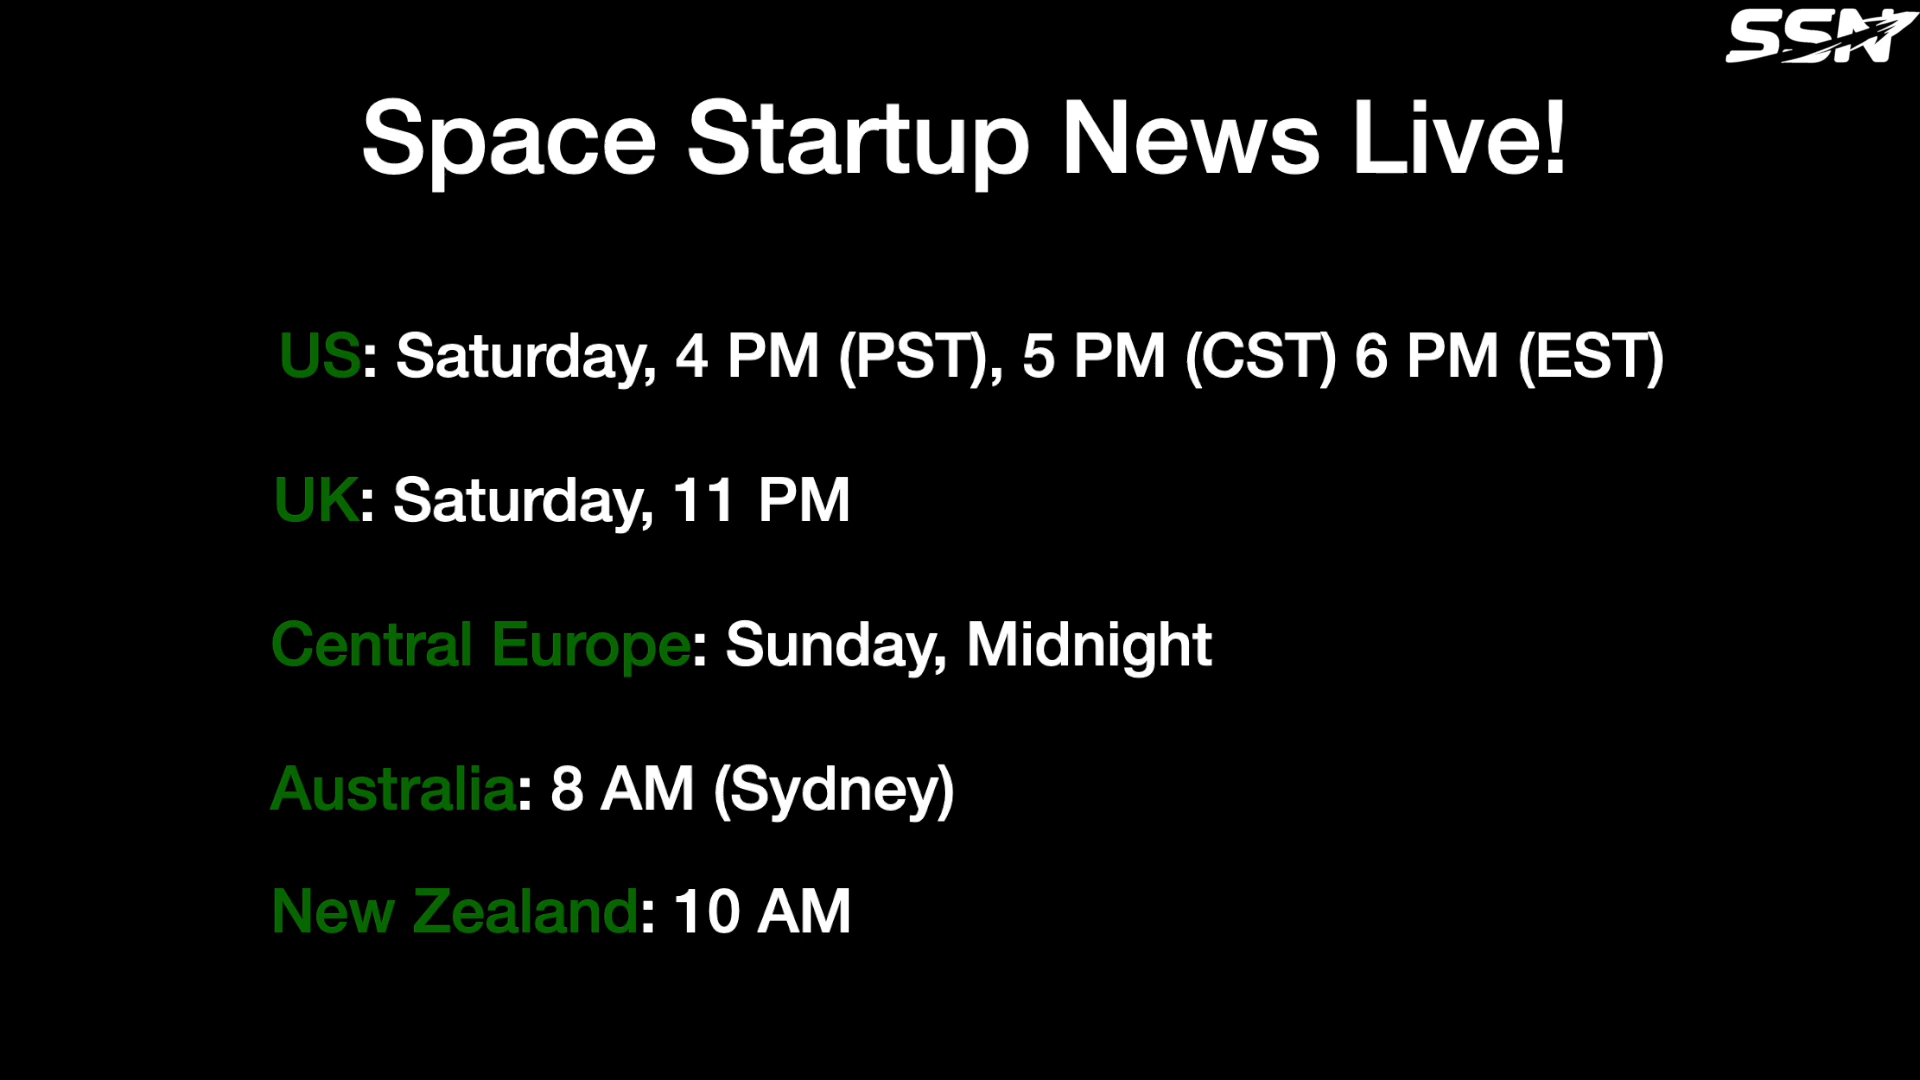 SSN
Space Startup News Live!
US: Saturday, 4 PM (PST), 5 PM (CST) 6 PM (EST)
UK: Saturday, 11 PM
Central Europe: Sunday, Midnight
Australia: 8 AM (Sydney)
New Zealand: 10 AM